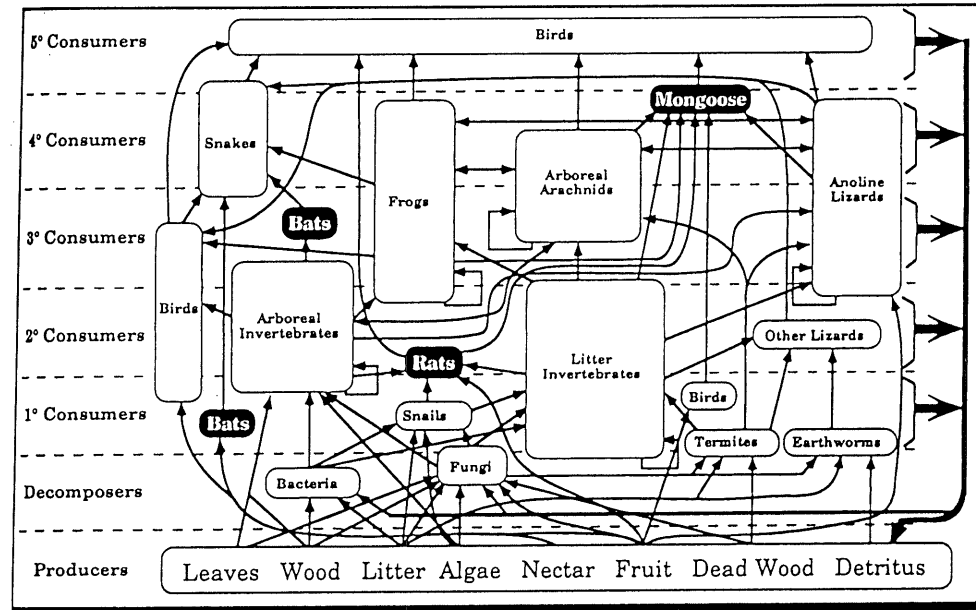 5° Consumers
Birds
4° Consumers
Snakes
Mongoose
Arboreal
Arachnids
Anoline
Lizards
Frogs
3° Consumers
Bats
Birds
2° Consumers
Arboreal
Invertebrates
Other Lizards
Rats
Litter
Invertebrates
1° Consumers
Birds
Bats
Snails
Termites
Earthworms
Fungi
Decomposers
Bacteria
Producers
Leaves Wood Litter Algae Nectar Fruit Dead Wood Detritus